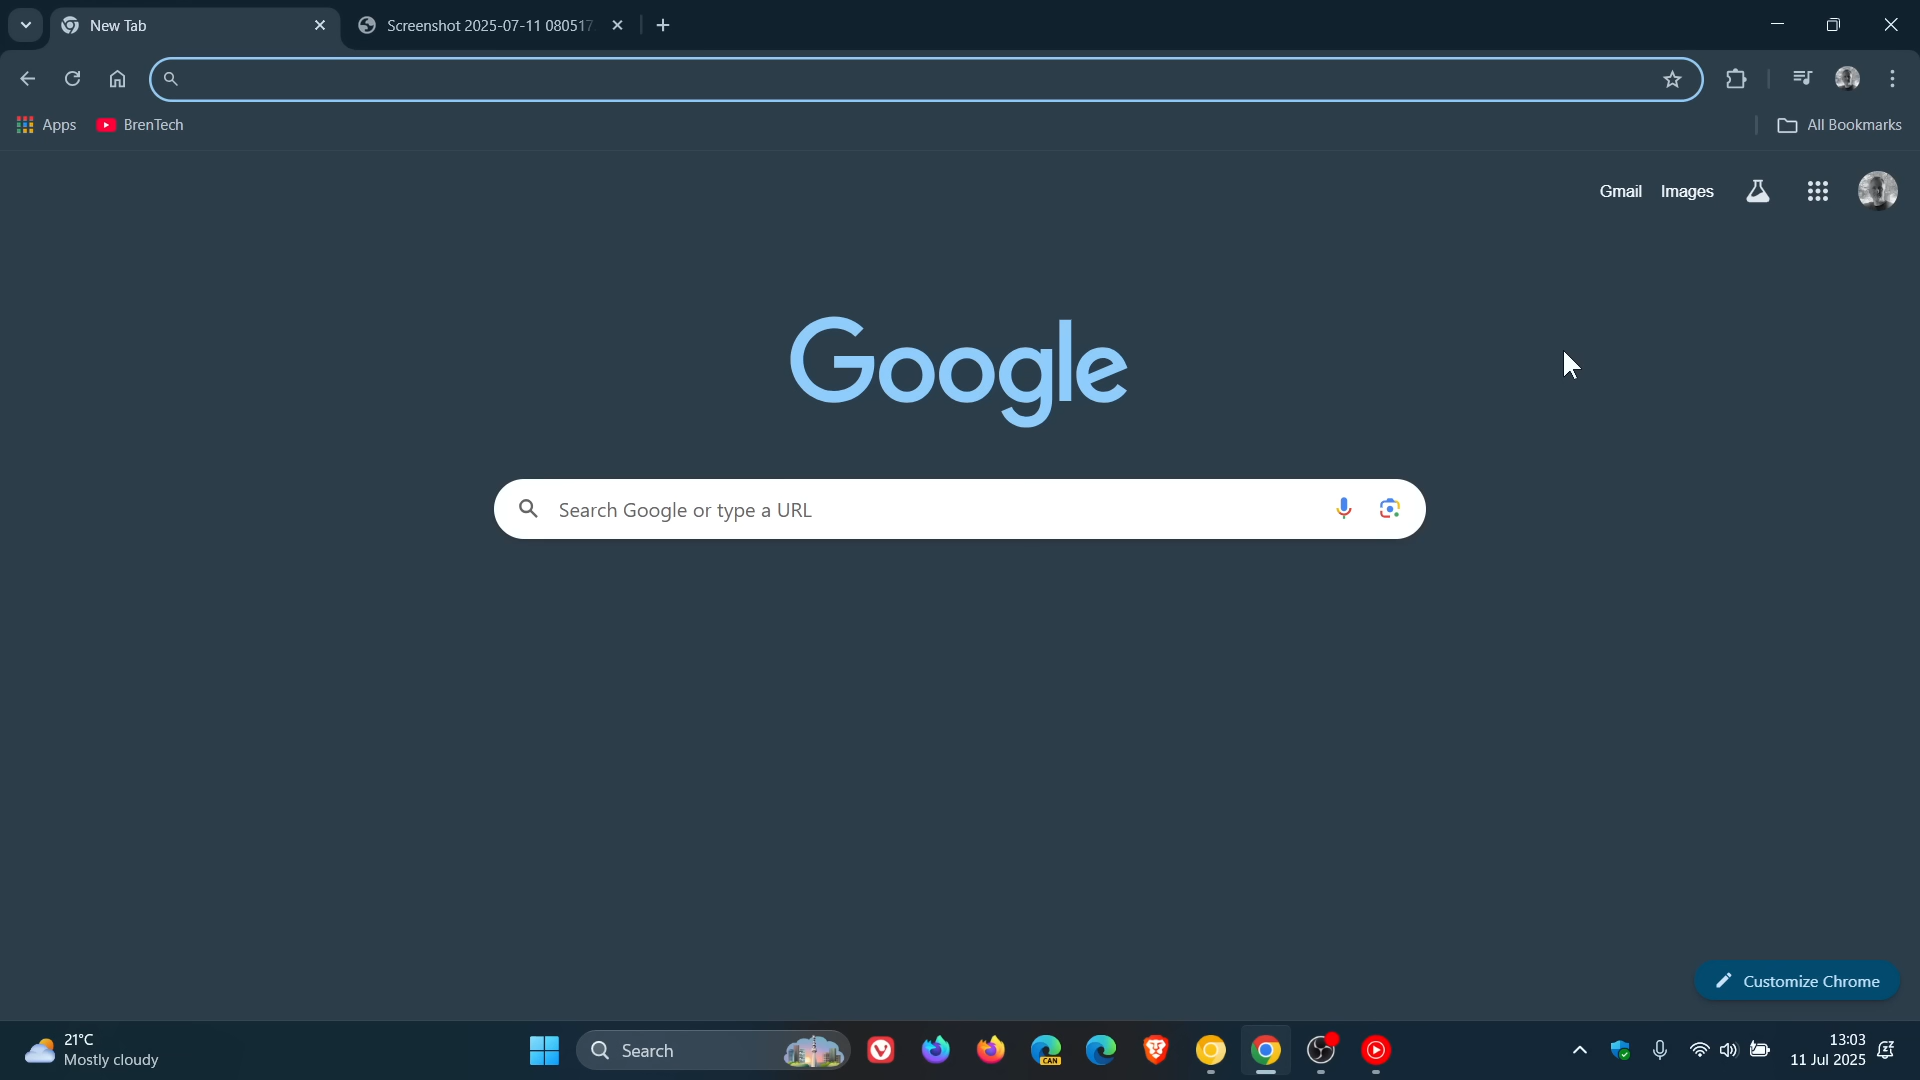 New Tab
Screenshot 2025-07-11 080517
Apps
BrenTech
All Bookmarks
Gmail
Images
Google
Search Google or type a URL
Customize Chrome
21°C
Mostly cloudy
Search
CAN
13:03
11 Jul 2025